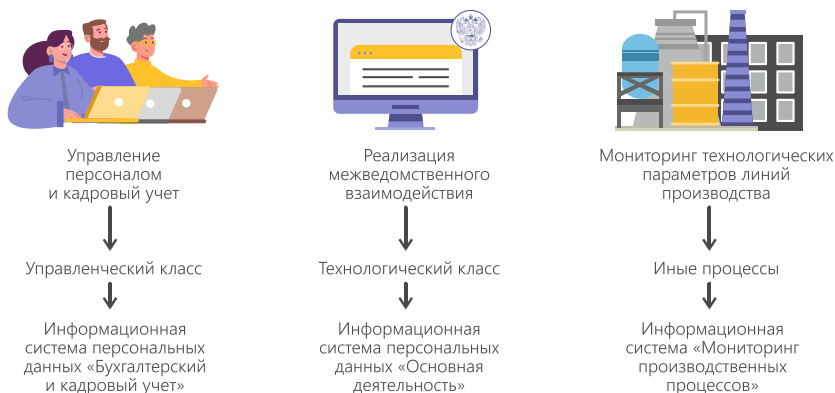 Управление
персоналом
и кадровый учет
Управленческий класс
Информационная
система персональных
данных «Бухгалтерский
и кадровый учет»
Реализация
межведомственного
взаимодействия
Технологический класс
Информационная
система персональных
данных «Основная
деятельность»
Мониторинг технологических
параметров линий
производства
Иные процессы
Информационная
система «Мониторинг
производственных
процессов»